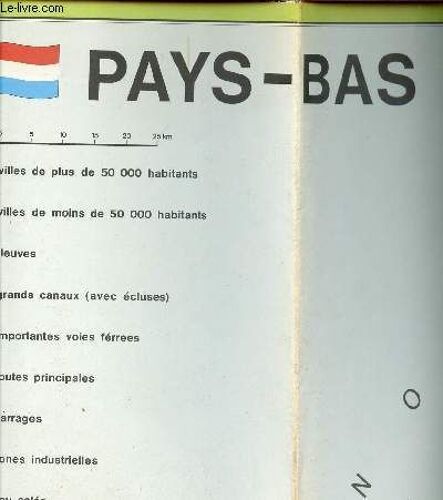 Le-livre.com
PAYS-BAS
5 10 15 20 25 km
villes de plus de 50 000 habitants
villes de moins de 50 000 habitants
leuves
grands canaux (avec écluses)
mportantes voies férrees
outes principales
arrages
ones industrielles
O
N